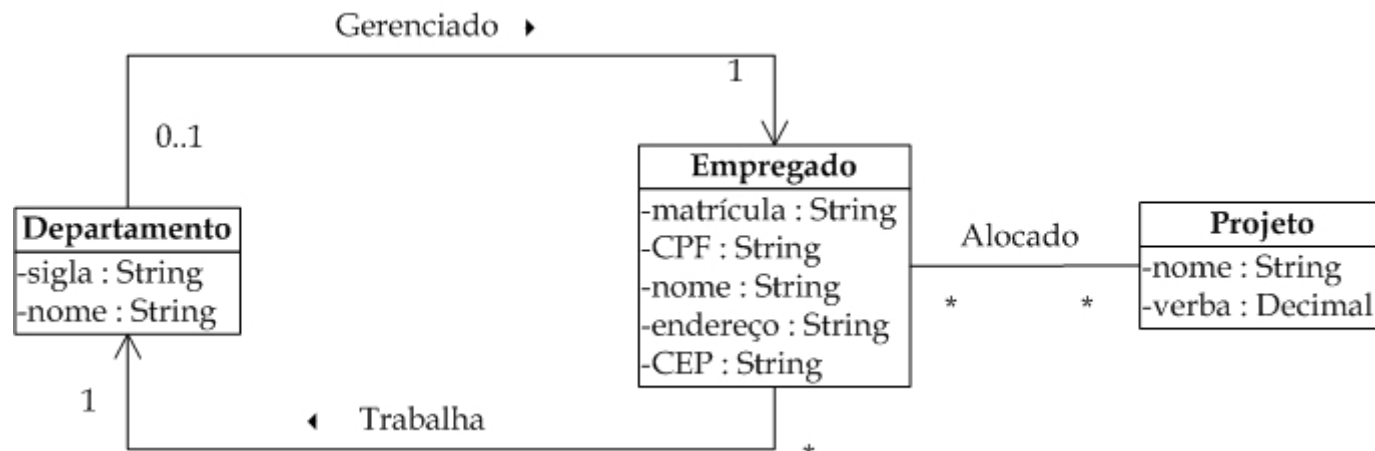 Gerenciado
1
0..1
Departamento
-sigla : String
-nome : String
Empregado
-matrícula : String
-CPF : String
-nome : String
-endereço : String
-CEP : String
Alocado
* *
Projeto
-nome : String
-verba : Decimal
1
Trabalha
*